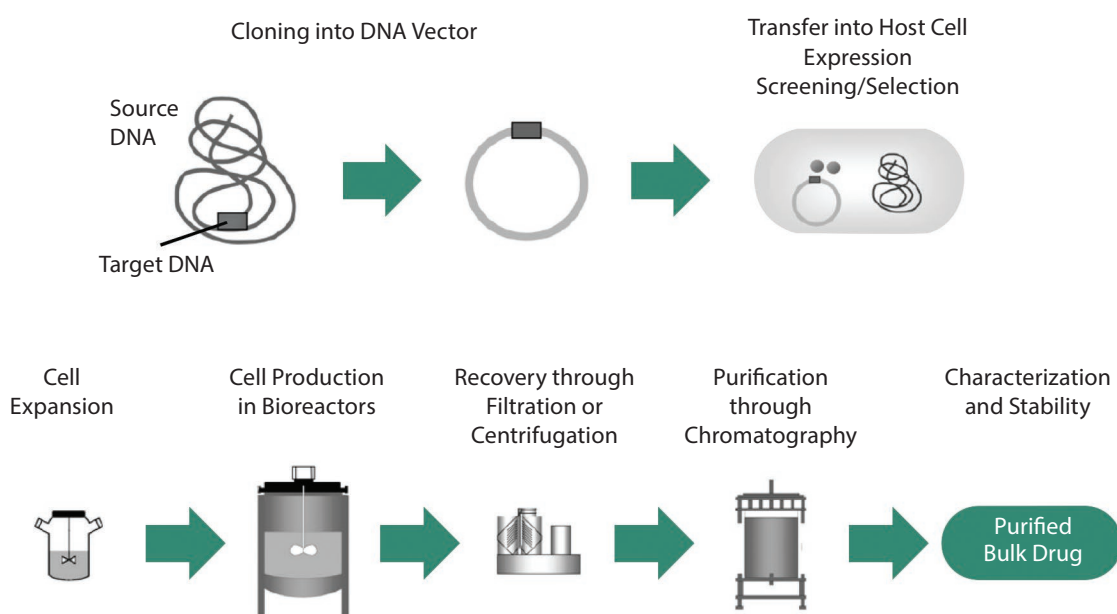 Cloning into DNA Vector
Transfer into Host Cell
Expression
Screening/Selection
Source
DNA
Target DNA
Cell
Expansion
Cell Production
in Bioreactors
Recovery through
Filtration or
Centrifugation
Purification
through
Chromatography
Characterization
and Stability
Purified
Bulk Drug